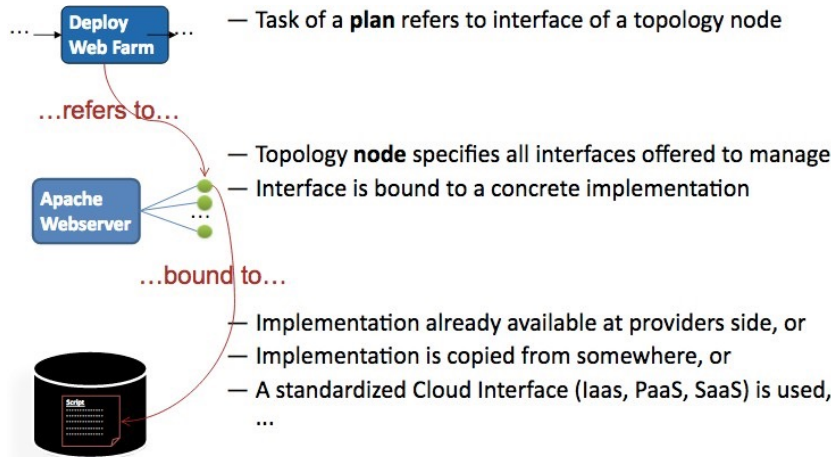 ... Deploy ...
Web Farm
— Task of a plan refers to interface of a topology node
...refers to...
— Topology node specifies all interfaces offered to manage
— Interface is bound to a concrete implementation
Apache
Webserver
...
...bound to...
— Implementation already available at providers side, or
— Implementation is copied from somewhere, or
— A standardized Cloud Interface (Iaas, PaaS, SaaS) is used,
...
Script